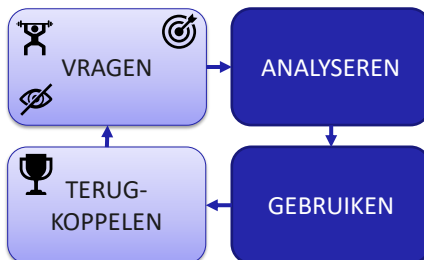 VRAGEN
ANALYSEREN
TERUG-
KOPPELEN
GEBRUIKEN